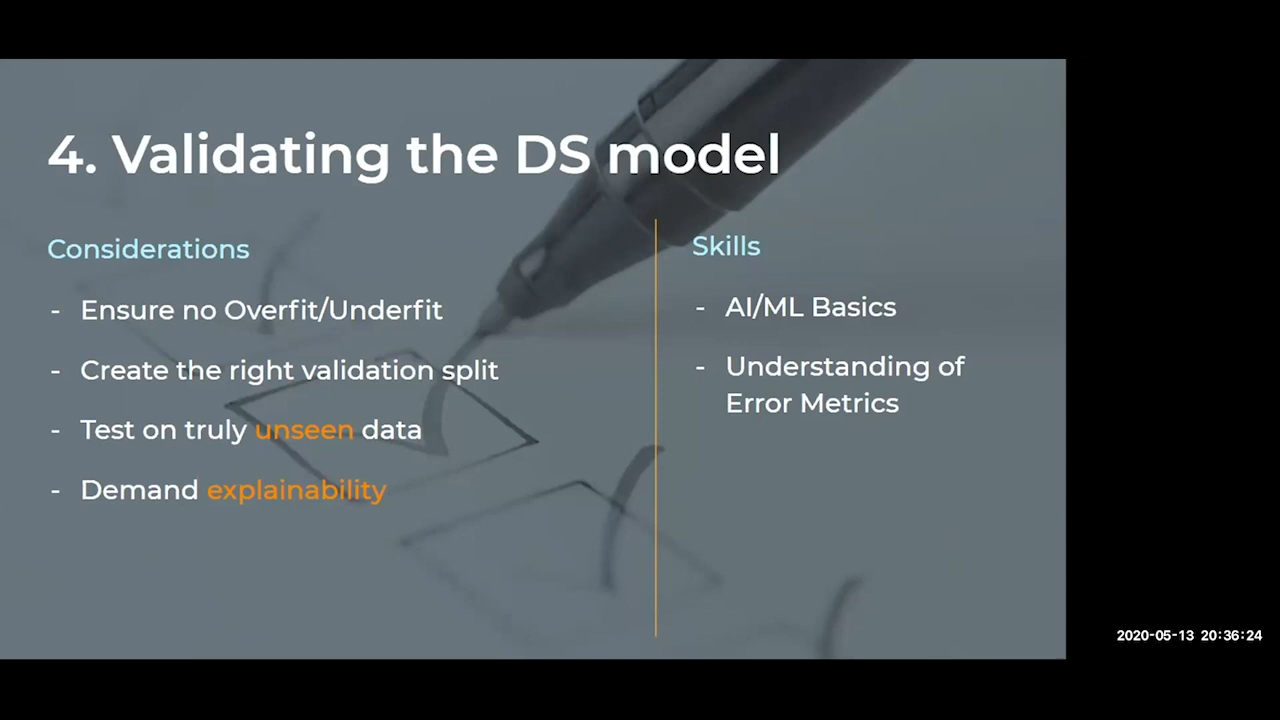 4. Validating the DS model
Considerations
- Ensure no Overfit/Underfit
- Create the right validation split
- Test on truly unseen data
- Demand explainability
Skills
- AI/ML Basics
- Understanding of
Error Metrics
2020-05-13 20:36:24